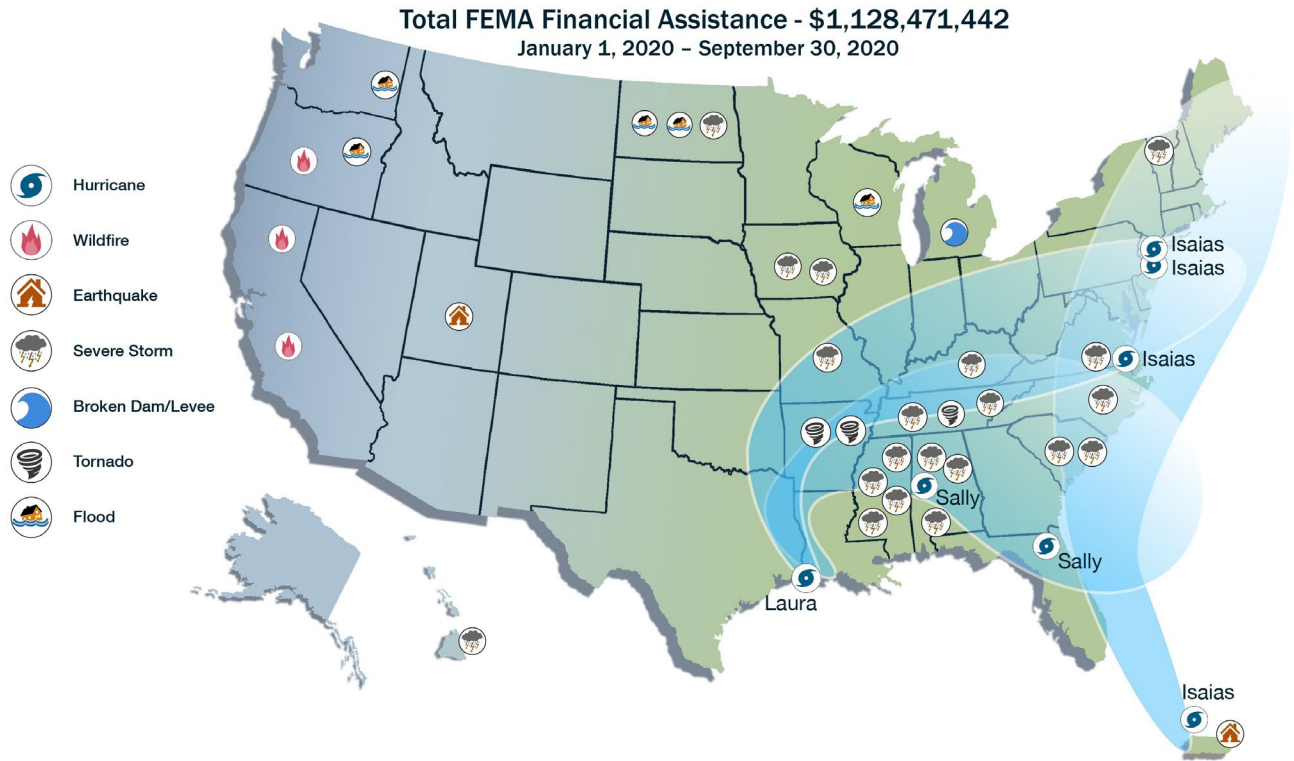 Total FEMA Financial Assistance - $1,128,471,442
January 1, 2020 – September 30, 2020
Hurricane
Wildfire
Earthquake
Severe Storm
Broken Dam/Levee
Tornado
Flood
Isaias
Isaias
Isaias
Sally
Sally
Laura
Isaias